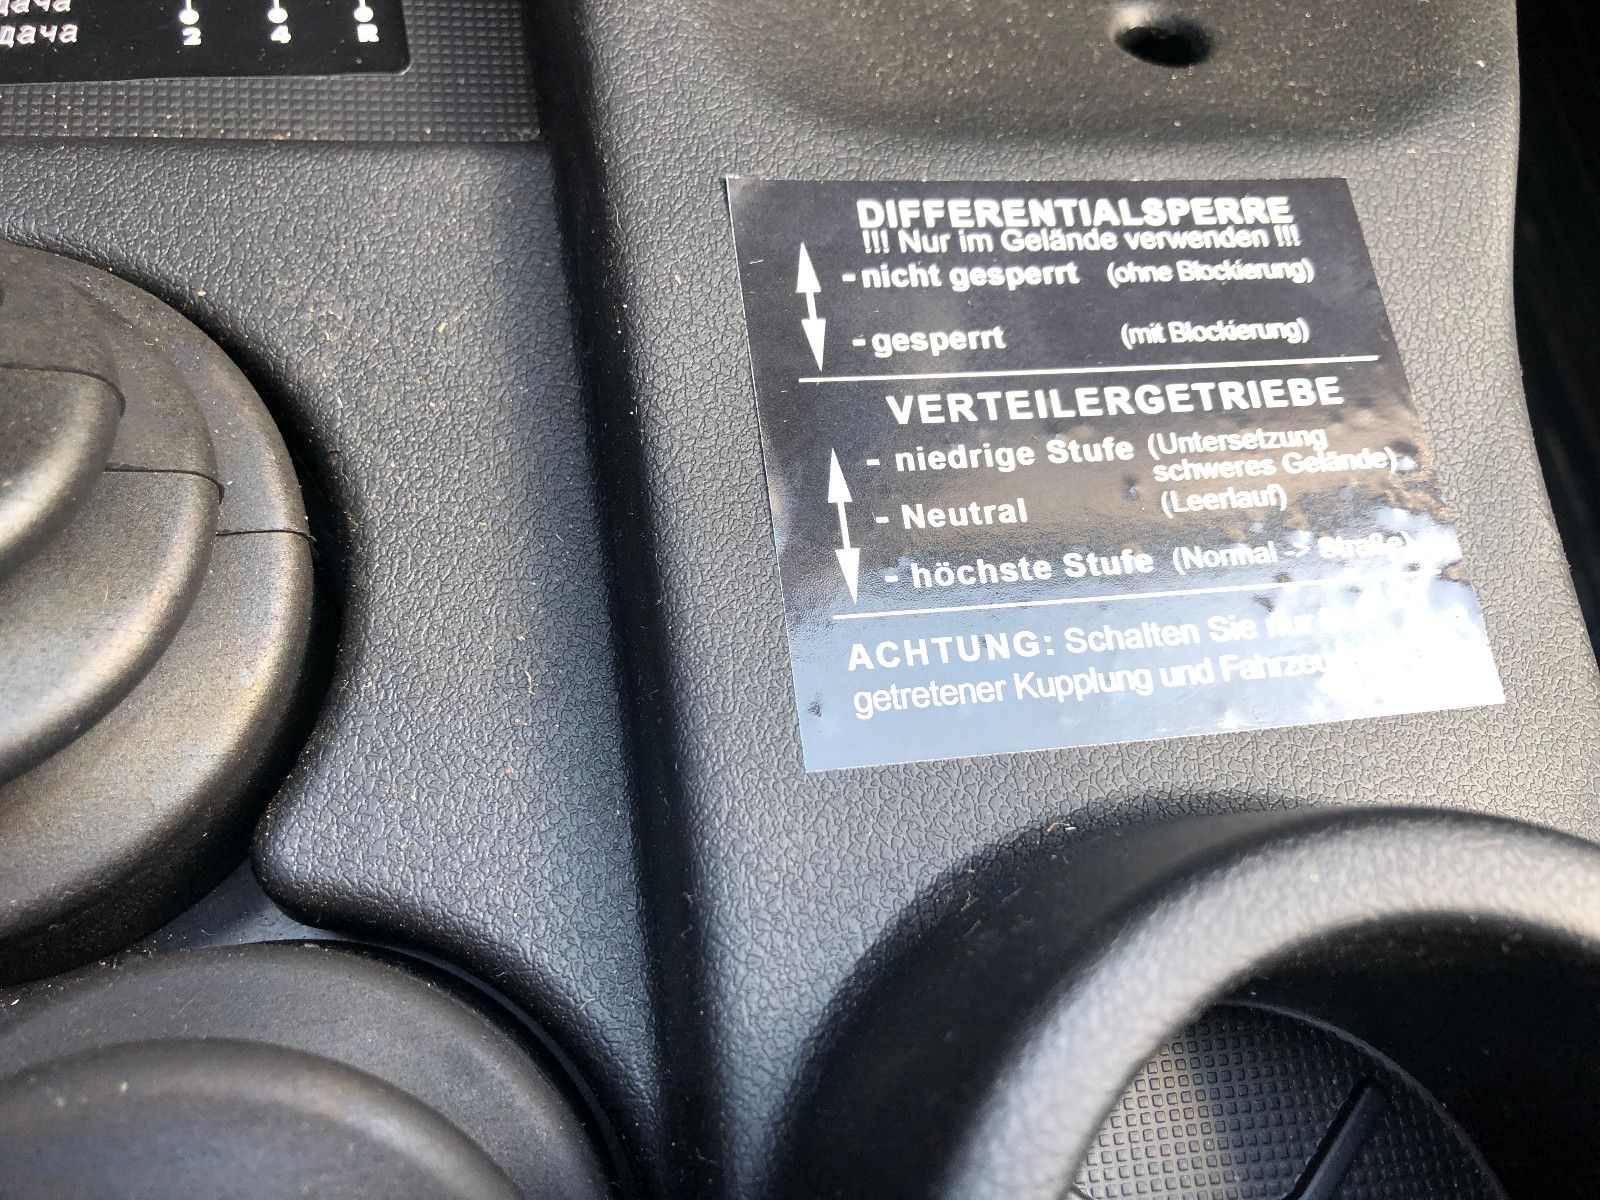 дача
дача 2 4 R
DIFFERENTIALSPERRE
!!! Nur im Gelände verwenden !!!
- nicht gesperrt (ohne Blockierung)
- gesperrt (mit Blockierung)
VERTEILERGETRIEBE
- niedrige Stufe (Untersetzung
schweres Gelände)
- Neutral (Leerlauf)
- höchste Stufe (Normal -> Straße)
ACHTUNG: Schalten Sie nur
getretener Kupplung und